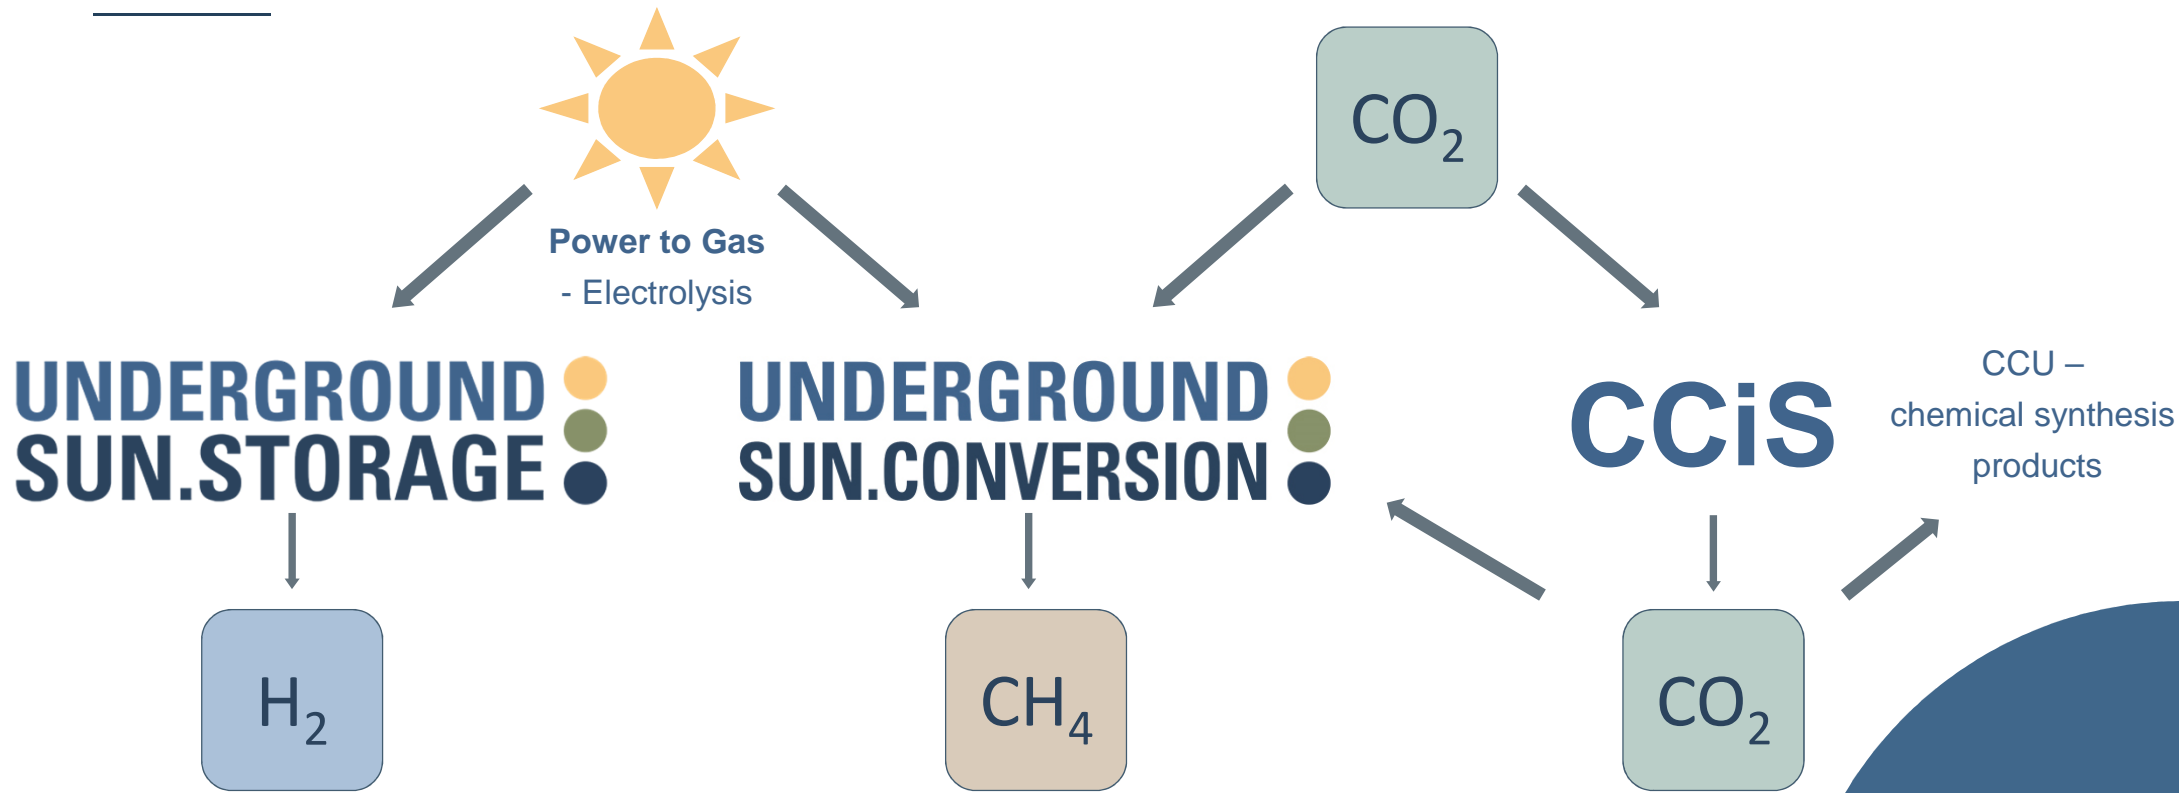 CO₂
Power to Gas
- Electrolysis
UNDERGROUND
SUN.STORAGE
UNDERGROUND
SUN.CONVERSION
CCiS
CCU –
chemical synthesis
products
H₂
CH₄
CO₂